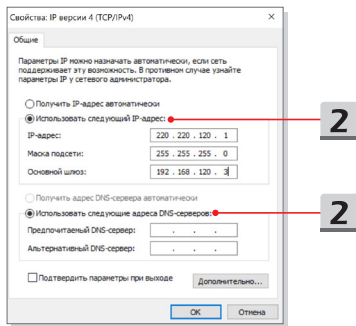 Свойства: IP версии 4 (TCP/IPv4)
Общие
Параметры IP можно назначать автоматически, если сеть
поддерживает эту возможность. В противном случае узнайте
параметры IP у сетевого администратора.
Получить IP-адрес автоматически
Использовать следующий IP-адрес:
2
IP-адрес: 220 . 220 . 120 . 1
Маска подсети: 255 . 255 . 255 . 0
Основной шлюз: 192 . 168 . 120 . 3
Получить адрес DNS-сервера автоматически
Использовать следующие адреса DNS-серверов:
2
Предпочитаемый DNS-сервер: . . .
Альтернативный DNS-сервер: . . .
Подтвердить параметры при выходе
Дополнительно...
OK Отмена